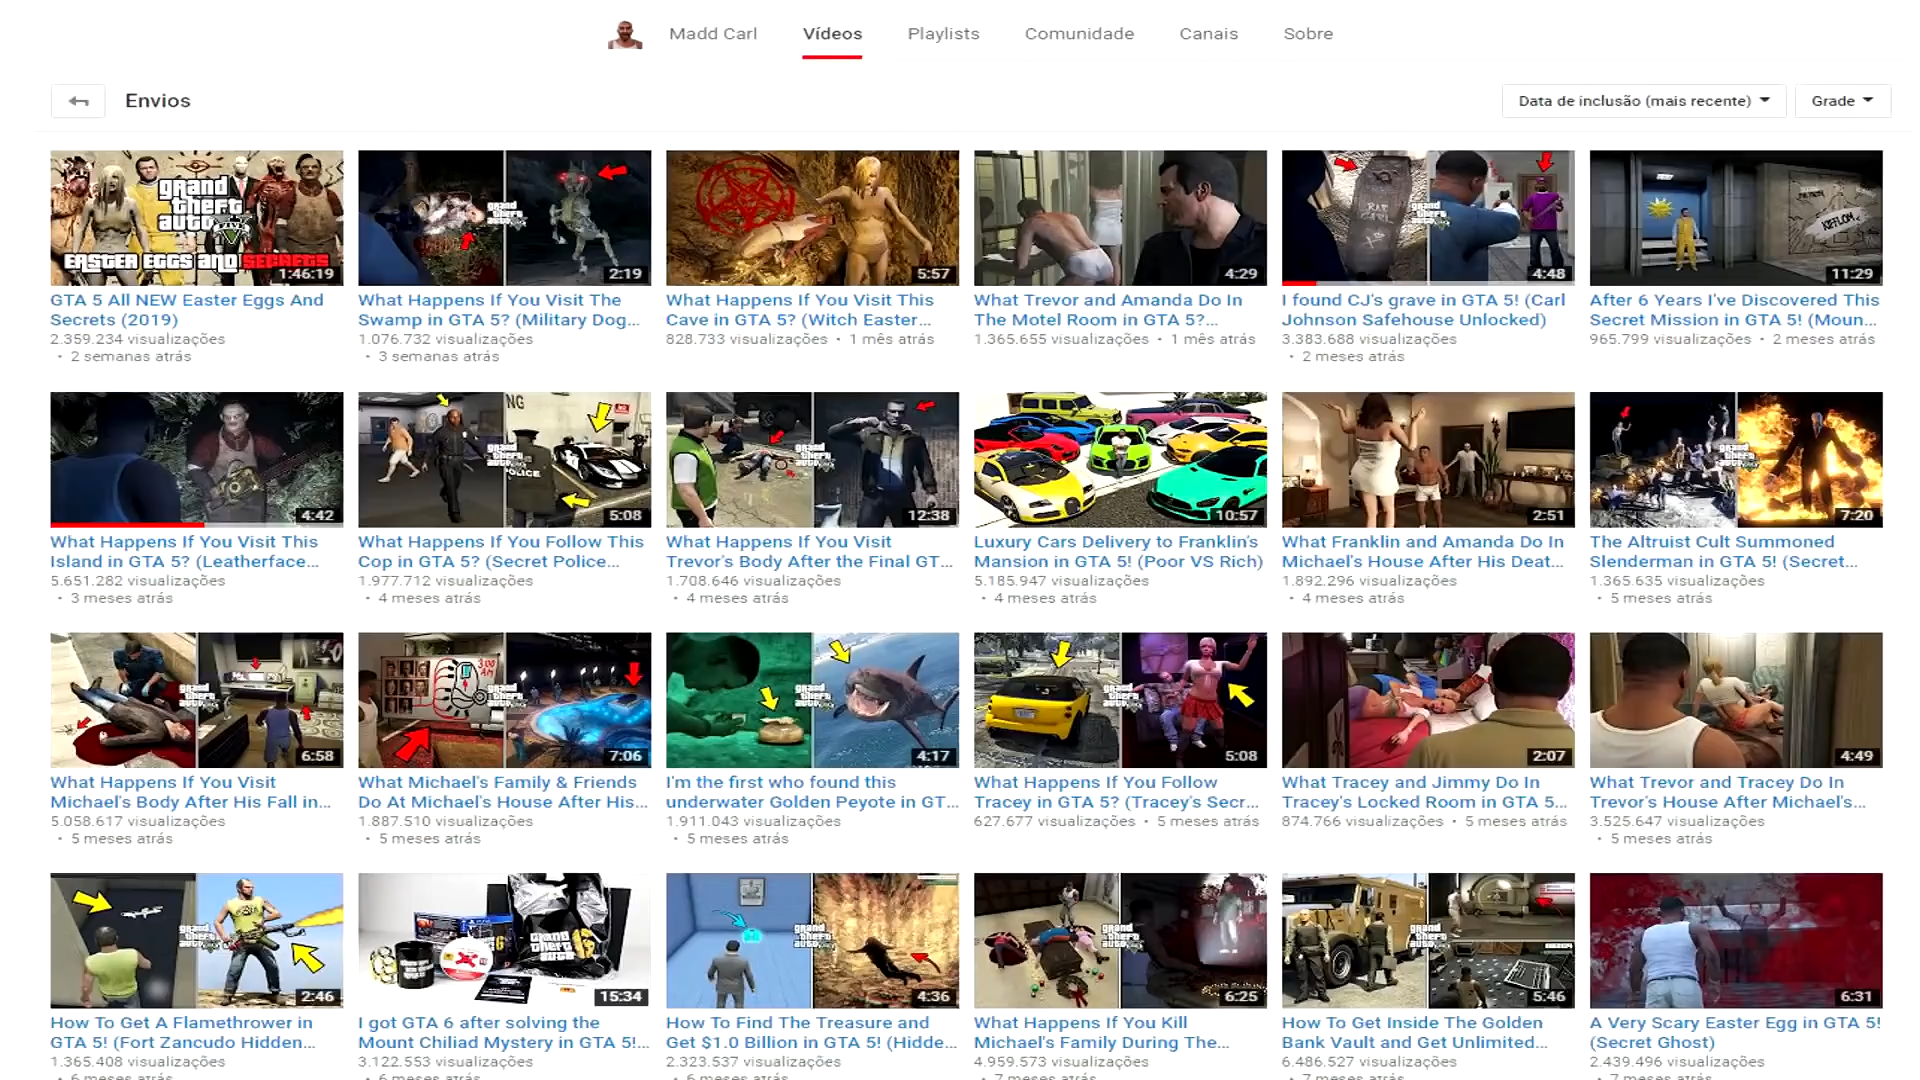 Madd Carl Vídeos Playlists Comunidade Canais Sobre
Envios
Data de inclusão (mais recente) Grade
grand theft auto V
EASTER EGGS AND SECRETS
1:46:19
2:19
5:57
4:29
4:48
11:29
GTA 5 All NEW Easter Eggs And
Secrets (2019)
2.359.234 visualizações
• 2 semanas atrás
What Happens If You Visit The
Swamp in GTA 5? (Military Dog...
1.076.732 visualizações
• 3 semanas atrás
What Happens If You Visit This
Cave in GTA 5? (Witch Easter...
828.733 visualizações • 1 mês atrás
What Trevor and Amanda Do In
The Motel Room in GTA 5?...
1.365.655 visualizações • 1 mês atrás
I found CJ's grave in GTA 5! (Carl
Johnson Safehouse Unlocked)
3.383.688 visualizações
• 2 meses atrás
After 6 Years I've Discovered This
Secret Mission in GTA 5! (Moun...
965.799 visualizações • 2 meses atrás
4:42
5:08
12:38
10:57
2:51
7:20
What Happens If You Visit This
Island in GTA 5? (Leatherface...
5.651.282 visualizações
• 3 meses atrás
What Happens If You Follow This
Cop in GTA 5? (Secret Police...
1.977.712 visualizações
• 4 meses atrás
What Happens If You Visit
Trevor's Body After the Final GT...
1.708.646 visualizações
• 4 meses atrás
Luxury Cars Delivery to Franklin's
Mansion in GTA 5! (Poor VS Rich)
5.185.947 visualizações
• 4 meses atrás
What Franklin and Amanda Do In
Michael's House After His Deat...
1.892.296 visualizações
• 4 meses atrás
The Altruist Cult Summoned
Slenderman in GTA 5! (Secret...
1.365.635 visualizações
• 5 meses atrás
6:58
7:06
4:17
5:08
2:07
4:49
What Happens If You Visit
Michael's Body After His Fall in...
5.058.617 visualizações
• 5 meses atrás
What Michael's Family & Friends
Do At Michael's House After His...
1.887.510 visualizações
• 5 meses atrás
I'm the first who found this
underwater Golden Peyote in GT...
1.911.043 visualizações
• 5 meses atrás
What Happens If You Follow
Tracey in GTA 5? (Tracey's Secr...
627.677 visualizações • 5 meses atrás
What Tracey and Jimmy Do In
Tracey's Locked Room in GTA 5...
874.766 visualizações • 5 meses atrás
What Trevor and Tracey Do In
Trevor's House After Michael's...
3.525.647 visualizações
• 5 meses atrás
2:46
15:34
4:36
6:25
5:46
6:31
How To Get A Flamethrower in
GTA 5! (Fort Zancudo Hidden...
1.365.408 visualizações
• 6 meses atrás
I got GTA 6 after solving the
Mount Chiliad Mystery in GTA 5!...
3.122.553 visualizações
• 6 meses atrás
How To Find The Treasure and
Get $1.0 Billion in GTA 5! (Hidde...
2.323.537 visualizações
• 6 meses atrás
What Happens If You Kill
Michael's Family During The...
4.959.573 visualizações
• 7 meses atrás
How To Get Inside The Golden
Bank Vault and Get Unlimited...
6.486.527 visualizações
• 7 meses atrás
A Very Scary Easter Egg in GTA 5!
(Secret Ghost)
2.439.496 visualizações
• 7 meses atrás